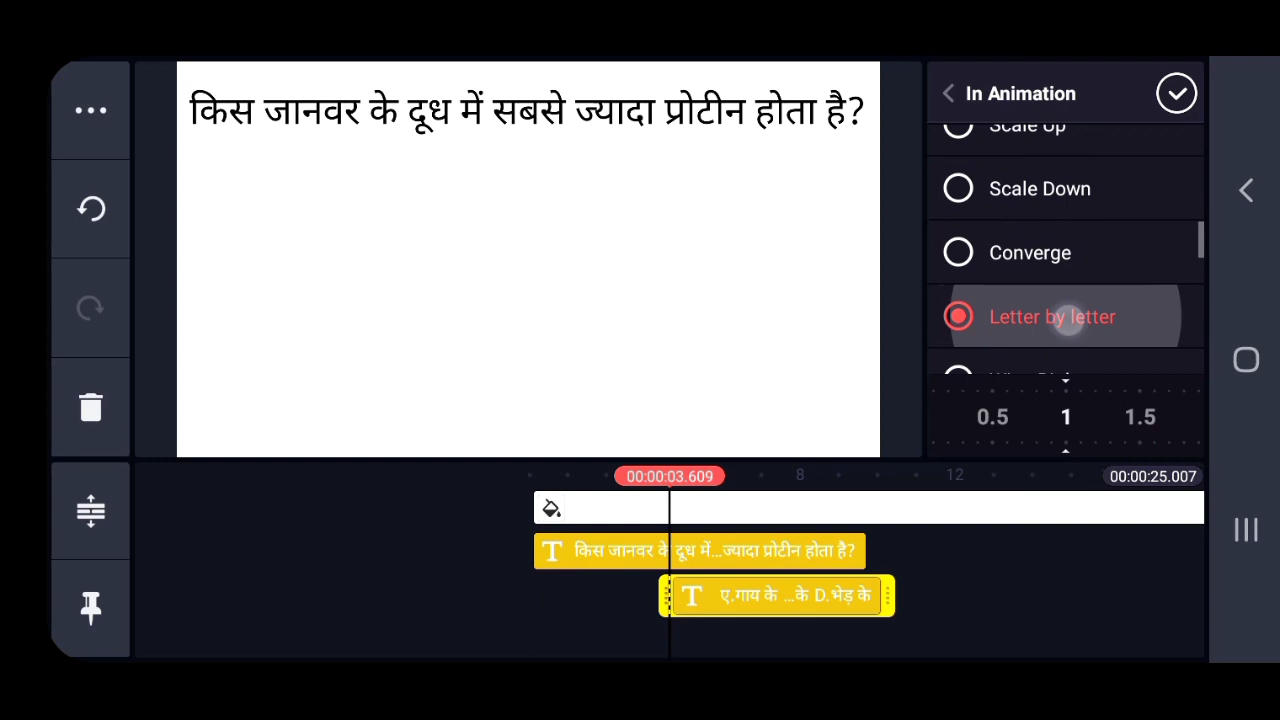 किस जानवर के दूध में सबसे ज्यादा प्रोटीन होता है?
In Animation
Scale Up
Scale Down
Converge
Letter by letter
0.5 1 1.5
00:00:03.609 8 12 00:00:25.007
T किस जानवर के दूध में...ज्यादा प्रोटीन होता है?
T ए.गाय के ...के D.भेड़ के